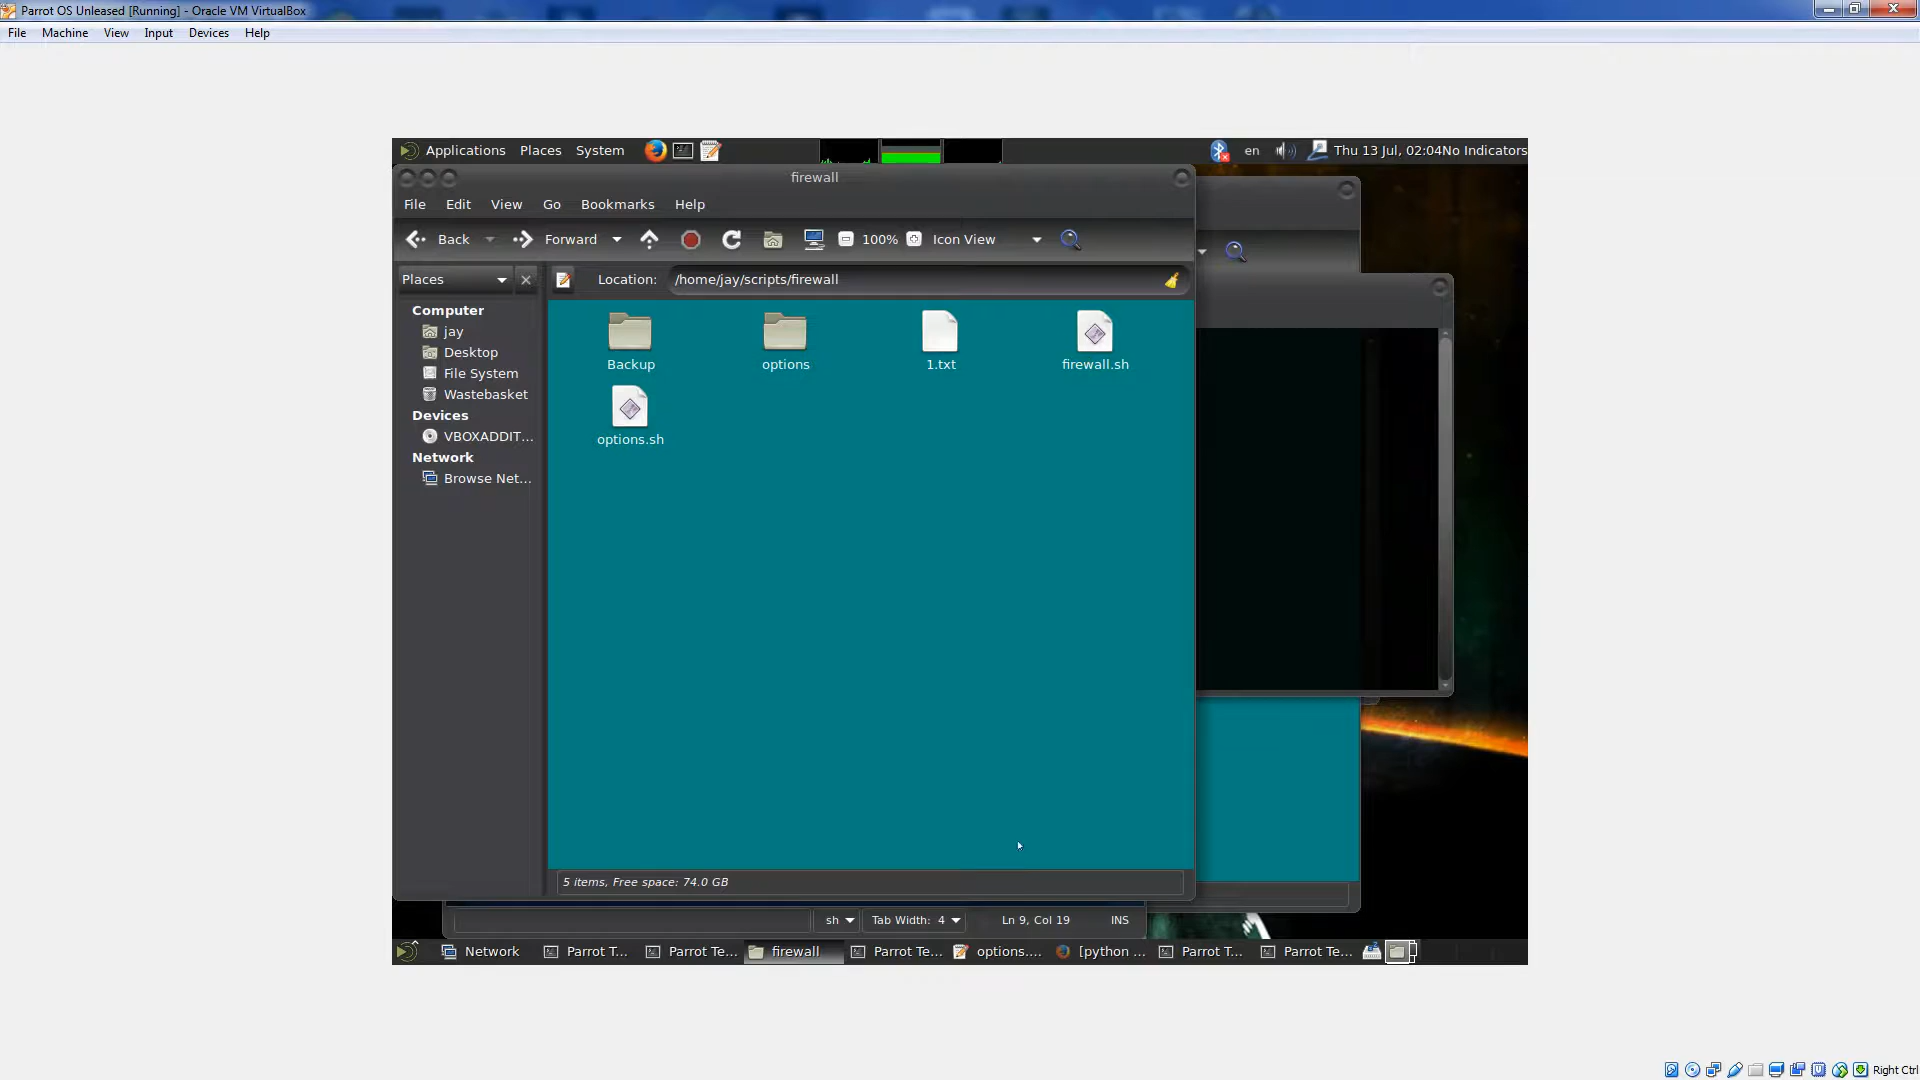 Parrot OS Unleased [Running] - Oracle VM VirtualBox
File Machine View Input Devices Help
Applications Places System en Thu 13 Jul, 02:04No Indicators
firewall
File Edit View Go Bookmarks Help
Back Forward 100% Icon View
Places Location: /home/jay/scripts/firewall
Computer
jay
Desktop
File System
Wastebasket
Devices
VBOXADDIT...
Network
Browse Net...
Backup options 1.txt firewall.sh
options.sh
5 items, Free space: 74.0 GB
sh Tab Width: 4 Ln 9, Col 19 INS
Network Parrot T... Parrot Te... firewall Parrot Te... options.... [python ... Parrot T... Parrot Te...
Right Ctrl